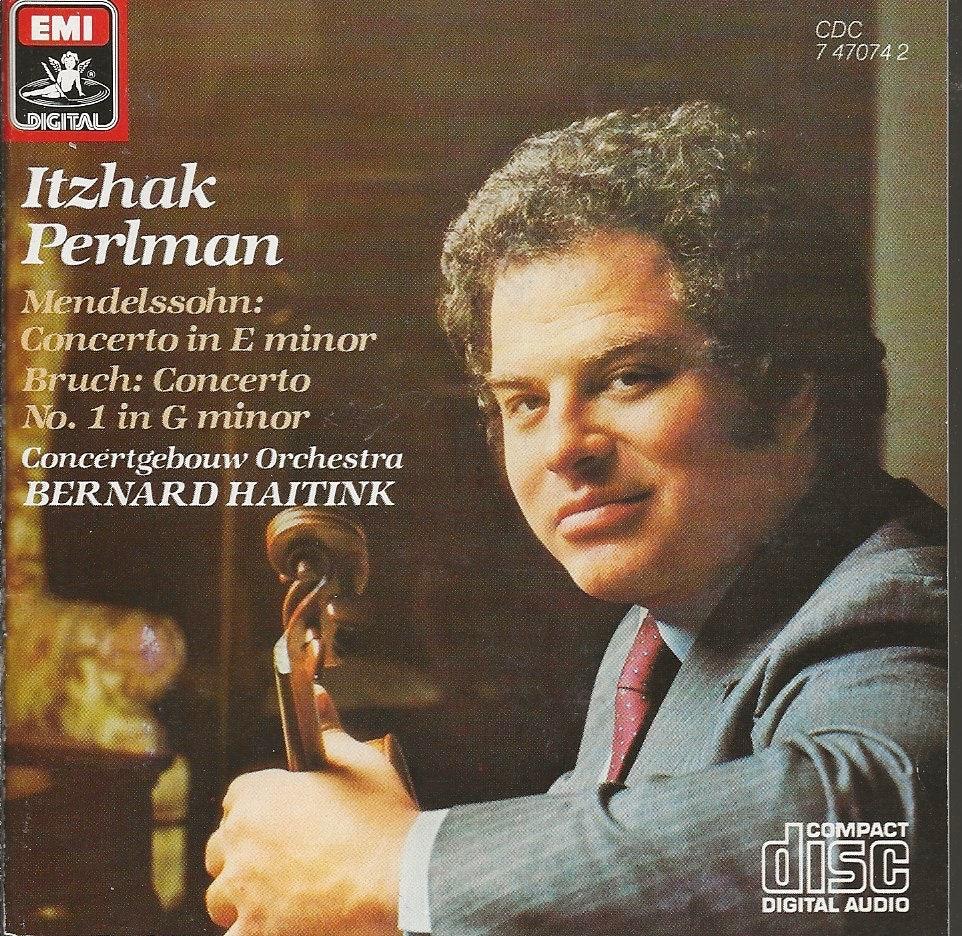 EMI
DIGITAL
CDC
7 47074 2
Itzhak
Perlman
Mendelssohn:
Concerto in E minor
Bruch: Concerto
No. 1 in G minor
Concertgebouw Orchestra
BERNARD HAITINK
COMPACT
disc
DIGITAL AUDIO